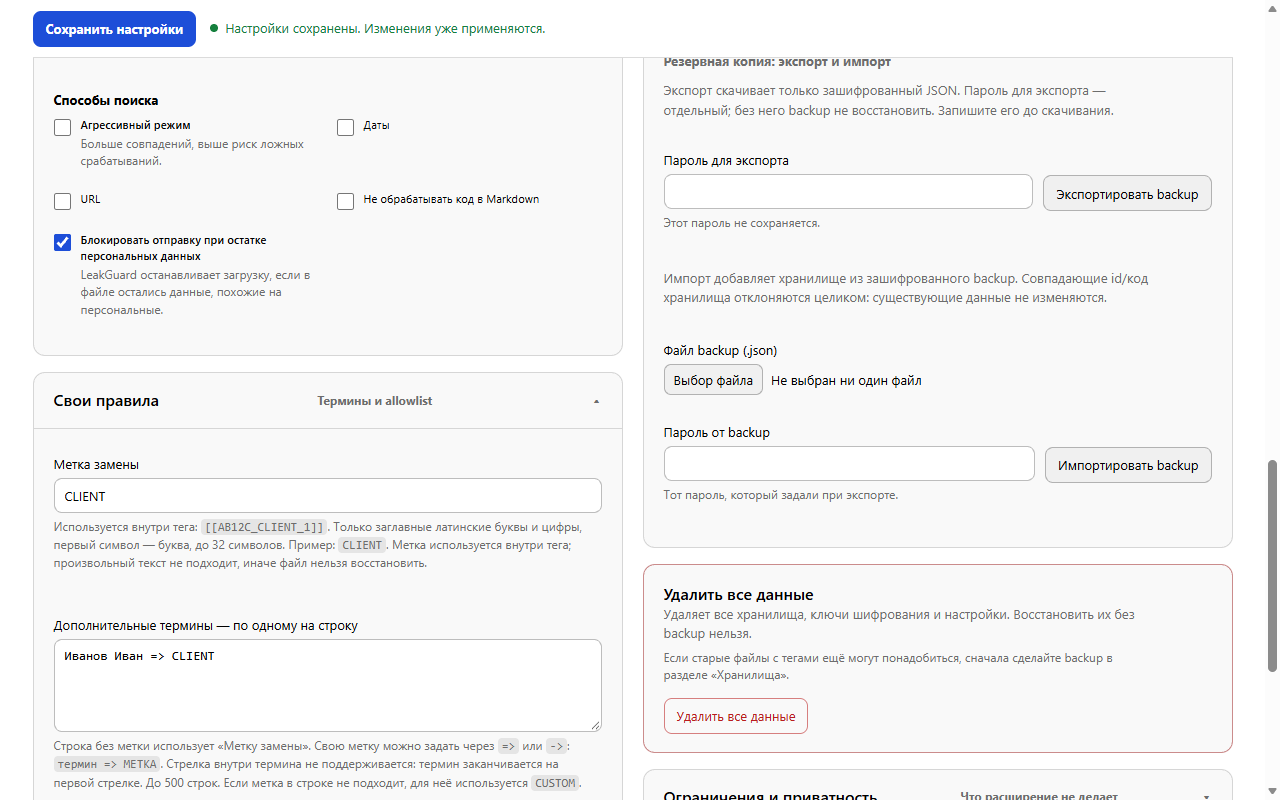 Сохранить настройки
Настройки сохранены. Изменения уже применяются.
Способы поиска
Агрессивный режим
Больше совпадений, выше риск ложных
срабатываний.
Даты
URL
Не обрабатывать код в Markdown
Блокировать отправку при остатке
персональных данных
LeakGuard останавливает загрузку, если в
файле остались данные, похожие на
персональные.
Свои правила
Термины и allowlist
Метка замены
CLIENT
Используется внутри тега: [[AB12C_CLIENT_1]]. Только заглавные латинские буквы и цифры,
первый символ — буква, до 32 символов. Пример: CLIENT. Метка используется внутри тега;
произвольный текст не подходит, иначе файл нельзя восстановить.
Дополнительные термины — по одному на строку
Иванов Иван => CLIENT
Строка без метки использует «Метку замены». Свою метку можно задать через => или ->:
термин => МЕТКА. Стрелка внутри термина не поддерживается: термин заканчивается на
первой стрелке. До 500 строк. Если метка в строке не подходит, для неё используется CUSTOM.
Резервная копия: экспорт и импорт
Экспорт скачивает только зашифрованный JSON. Пароль для экспорта —
отдельный; без него backup не восстановить. Запишите его до скачивания.
Пароль для экспорта
Экспортировать backup
Этот пароль не сохраняется.
Импорт добавляет хранилище из зашифрованного backup. Совпадающие id/код
хранилища отклоняются целиком: существующие данные не изменяются.
Файл backup (.json)
Выбор файла
Не выбран ни один файл
Пароль от backup
Импортировать backup
Тот пароль, который задали при экспорте.
Удалить все данные
Удаляет все хранилища, ключи шифрования и настройки. Восстановить их без
backup нельзя.
Если старые файлы с тегами ещё могут понадобиться, сначала сделайте backup в
разделе «Хранилища».
Удалить все данные
Ограничения и приватность
Что расширение не делает